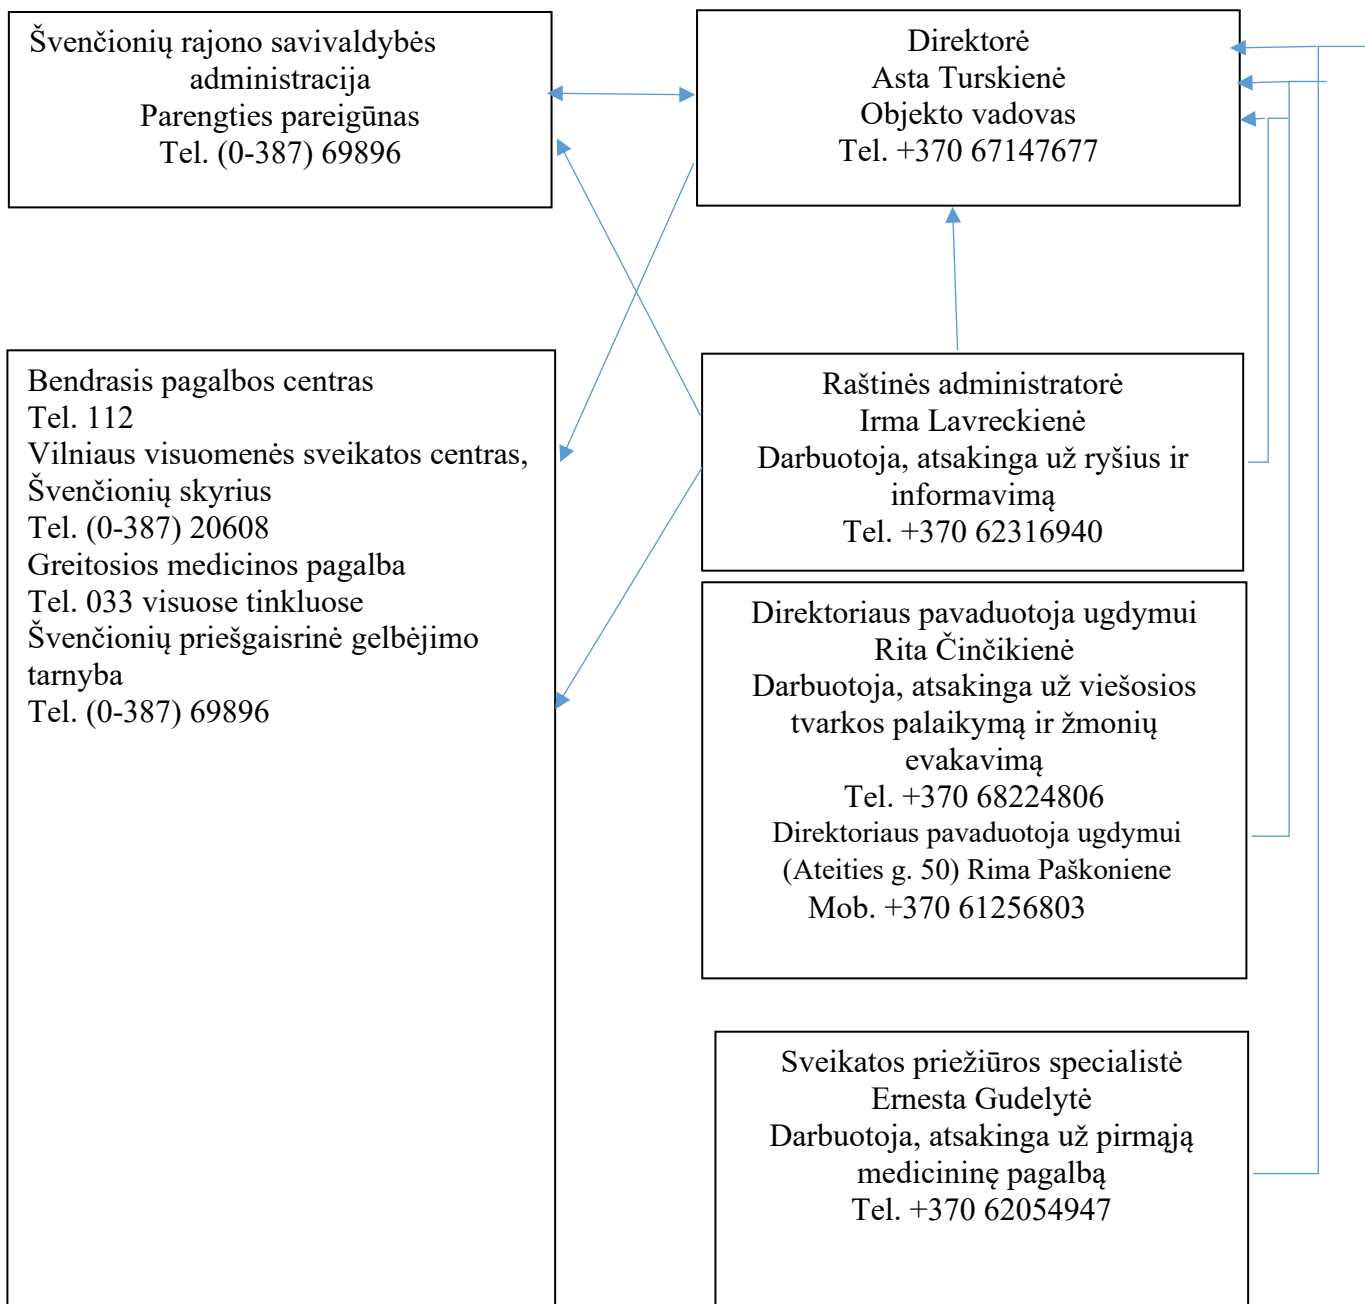 Švenčionių rajono savivaldybės
administracija
Parengties pareigūnas
Tel. (0-387) 69896
Direktorė
Asta Turskienė
Objekto vadovas
Tel. +370 67147677
Bendrasis pagalbos centras
Tel. 112
Vilniaus visuomenės sveikatos centras,
Švenčionių skyrius
Tel. (0-387) 20608
Greitosios medicinos pagalba
Tel. 033 visuose tinkluose
Švenčionių priešgaisrinė gelbėjimo
tarnyba
Tel. (0-387) 69896
Raštinės administratorė
Irma Lavreckienė
Darbuotoja, atsakinga už ryšius ir
informavimą
Tel. +370 62316940
Direktoriaus pavaduotoja ugdymui
Rita Činčikienė
Darbuotoja, atsakinga už viešosios
tvarkos palaikymą ir žmonių
evakavimą
Tel. +370 68224806
Direktoriaus pavaduotoja ugdymui
(Ateities g. 50) Rima Paškoniene
Mob. +370 61256803
Sveikatos priežiūros specialistė
Ernesta Gudelytė
Darbuotoja, atsakinga už pirmąją
medicininę pagalbą
Tel. +370 62054947